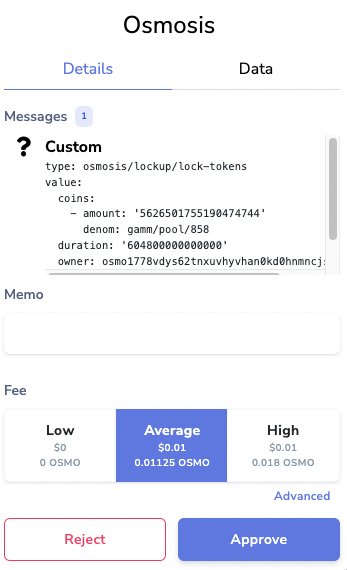 Osmosis
Details Data
Messages 1
? Custom
type: osmosis/lockup/lock-tokens
value:
coins:
- amount: '5626501755190474744'
denom: gamm/pool/858
duration: '604800000000000'
owner: osmo1778vdys62tnxuvhyvhan0kd0hnmncjs
Memo
Fee
Low Average High
$0 $0.01 $0.01
0 OSMO 0.01125 OSMO 0.018 OSMO
Advanced
Reject Approve